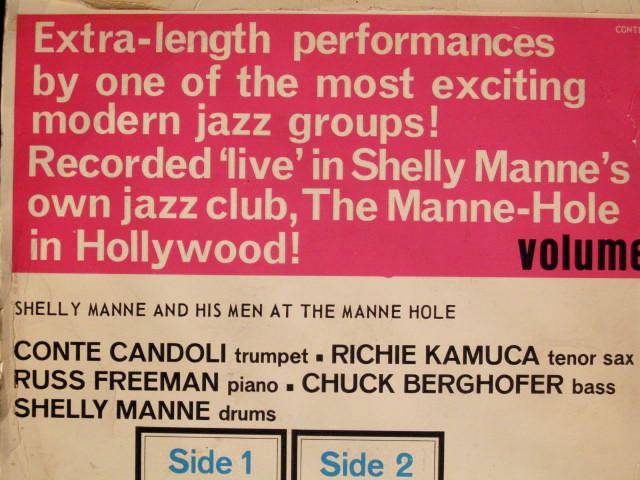 CONT
Extra-length performances
by one of the most exciting
modern jazz groups!
Recorded 'live' in Shelly Manne's
own jazz club, The Manne-Hole
in Hollywood!
volume
SHELLY MANNE AND HIS MEN AT THE MANNE HOLE
CONTE CANDOLI trumpet ▪ RICHIE KAMUCA tenor sax
RUSS FREEMAN piano ▪ CHUCK BERGHOFER bass
SHELLY MANNE drums
Side 1 Side 2